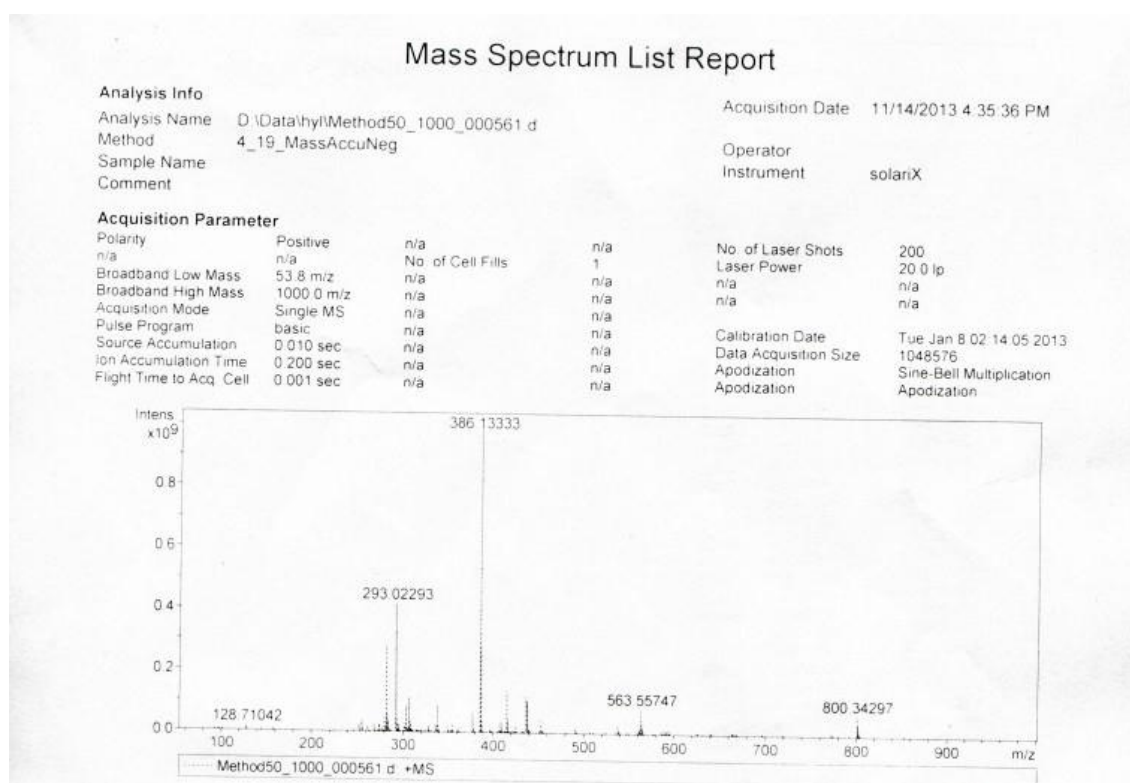 Mass Spectrum List Report
Analysis Info
Acquisition Date 11/14/2013 4 35 36 PM
Analysis Name D \Data\hyl\Method50_1000_000561 d
Method 4_19_MassAccuNeg
Operator
Sample Name
Instrument solariX
Comment
Acquisition Parameter
Polarity Positive n/a n/a No. of Laser Shots 200
n/a n/a No. of Cell Fills 1 Laser Power 20 0 lp
Broadband Low Mass 53 8 m/z n/a n/a n/a n/a
Broadband High Mass 1000 0 m/z n/a n/a n/a n/a
Acquisition Mode Single MS n/a n/a
Pulse Program basic n/a n/a Calibration Date Tue Jan 8 02 14 05 2013
Source Accumulation 0 010 sec n/a n/a Data Acquisition Size 1048576
Ion Accumulation Time 0 200 sec n/a n/a Apodization Sine-Bell Multiplication
Flight Time to Acq Cell 0 001 sec n/a n/a Apodization Apodization
Intens
x10⁹
386 13333
0.8
0 6
293 02293
0 4
0.2
563 55747
800 34297
128 71042
0 0
100 200 300 400 500 600 700 800 900 m/z
Method50_1000_000561 d +MS